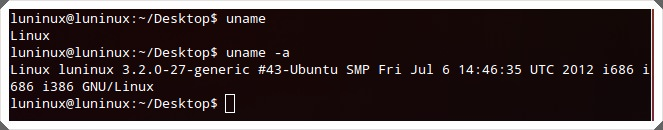 luninux@luninux:~/Desktop$ uname
Linux
luninux@luninux:~/Desktop$ uname -a
Linux luninux 3.2.0-27-generic #43-Ubuntu SMP Fri Jul 6 14:46:35 UTC 2012 i686 i
686 i386 GNU/Linux
luninux@luninux:~/Desktop$